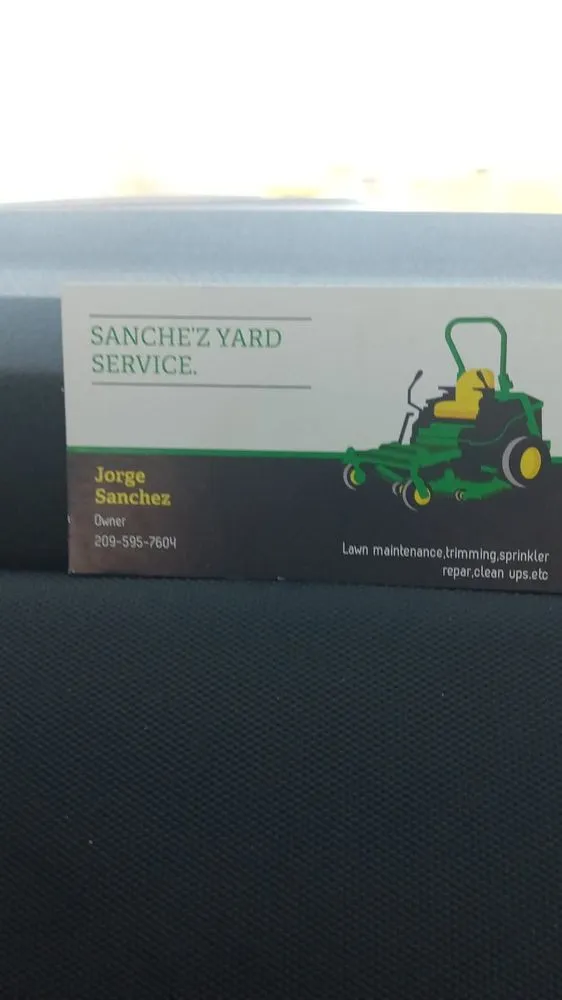 SANCHE'Z YARD
SERVICE.
Jorge
Sanchez
Owner
209-595-7604
Lawn maintenance,trimming,sprinkler
repar,clean ups.etc